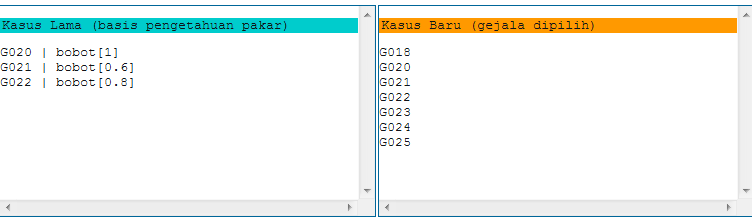 Kasus Lama (basis pengetahuan pakar)
G020 | bobot[1]
G021 | bobot[0.6]
G022 | bobot[0.8]
Kasus Baru (gejala dipilih)
G018
G020
G021
G022
G023
G024
G025